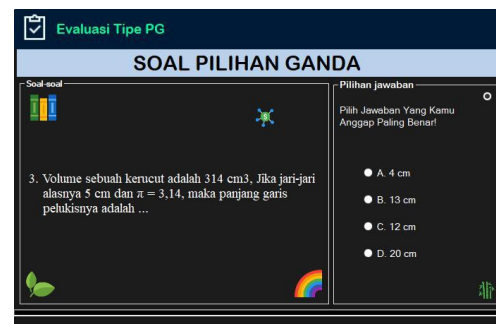 Evaluasi Tipe PG
SOAL PILIHAN GANDA
Soal-soal
3. Volume sebuah kerucut adalah 314 cm3, Jika jari-jari
alasnya 5 cm dan π = 3,14, maka panjang garis
pelukisnya adalah ...
Pilihan jawaban
Pilih Jawaban Yang Kamu
Anggap Paling Benar!
A. 4 cm
B. 13 cm
C. 12 cm
D. 20 cm